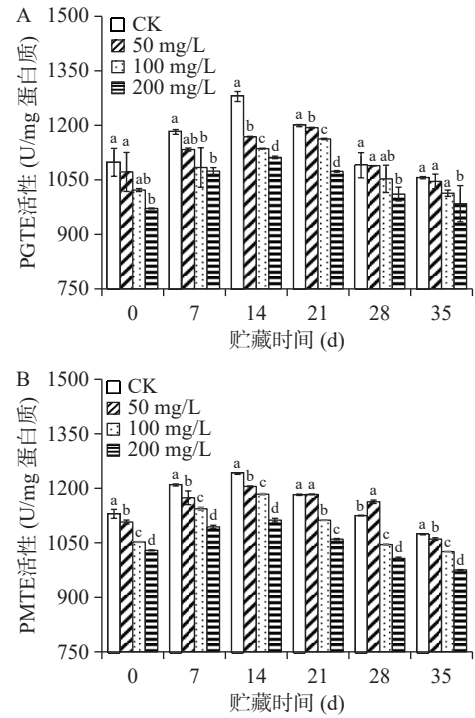 A
1500
1350
1200
1050
900
750
PGTE活性 (U/mg 蛋白质)
CK
50 mg/L
100 mg/L
200 mg/L
a a ab b
a ab b b
a b c d
a b c d
a a ab b
a a a b
0 7 14 21 28 35
贮藏时间 (d)
B
1500
1350
1200
1050
900
750
PMTE活性 (U/mg 蛋白质)
CK
50 mg/L
100 mg/L
200 mg/L
a b c d
a b c d
a b c d
a a c d
b a c d
a b c d
0 7 14 21 28 35
贮藏时间 (d)